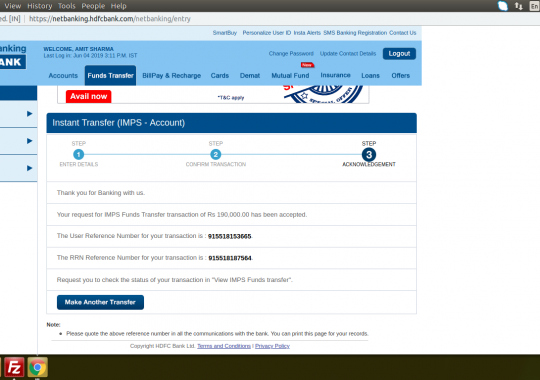 View History Tools People Help
En
ed. [IN] https://netbanking.hdfcbank.com/netbanking/entry
SmartBuy Personalize User ID Insta Alerts SMS Banking Registration Contact Us
anking
BANK
WELCOME, AMIT SHARMA
Last Log In: Jun 04 2019 3:11 P.M. IST
Change Password Update Contact Details Logout
New
Accounts Funds Transfer BillPay & Recharge Cards Demat Mutual Fund Insurance Loans Offers
Avail now
*T&C apply
SPECIAL OFFER
Instant Transfer (IMPS - Account)
STEP STEP STEP
1 2 3
ENTER DETAILS CONFIRM TRANSACTION ACKNOWLEDGEMENT
Thank you for Banking with us.
Your request for IMPS Funds Transfer transaction of Rs 190,000.00 has been accepted.
The User Reference Number for your transaction is : 915518153665.
The RRN Reference Number for your transaction is : 915518187564.
Request you to check the status of your transaction in "View IMPS Funds transfer".
Make Another Transfer
Note:
Please quote the above reference number in all the communications with the bank. You can print this page for your records.
Copyright HDFC Bank Ltd. Terms and Conditions | Privacy Policy
Fz